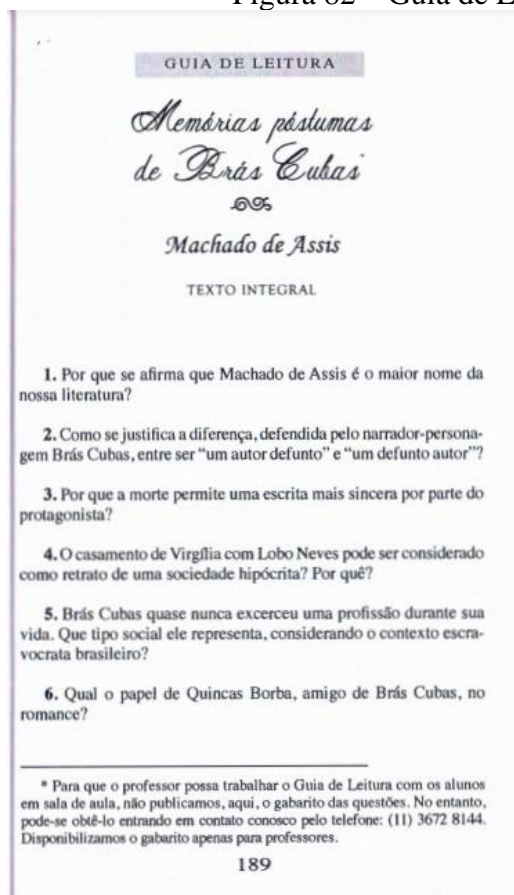 Figura 82 – Guia de L
GUIA DE LEITURA
Memórias póstumas
de Brás Cubas
Machado de Assis
TEXTO INTEGRAL
1. Por que se afirma que Machado de Assis é o maior nome da
nossa literatura?
2. Como se justifica a diferença, defendida pelo narrador-persona-
gem Brás Cubas, entre ser “um autor defunto” e “um defunto autor”?
3. Por que a morte permite uma escrita mais sincera por parte do
protagonista?
4. O casamento de Virgília com Lobo Neves pode ser considerado
como retrato de uma sociedade hipócrita? Por quê?
5. Brás Cubas quase nunca excerceu uma profissão durante sua
vida. Que tipo social ele representa, considerando o contexto escra-
vocrata brasileiro?
6. Qual o papel de Quincas Borba, amigo de Brás Cubas, no
romance?
* Para que o professor possa trabalhar o Guia de Leitura com os alunos
em sala de aula, não publicamos, aqui, o gabarito das questões. No entanto,
pode-se obtê-lo entrando em contato conosco pelo telefone: (11) 3672 8144.
Disponibilizamos o gabarito apenas para professores.
189